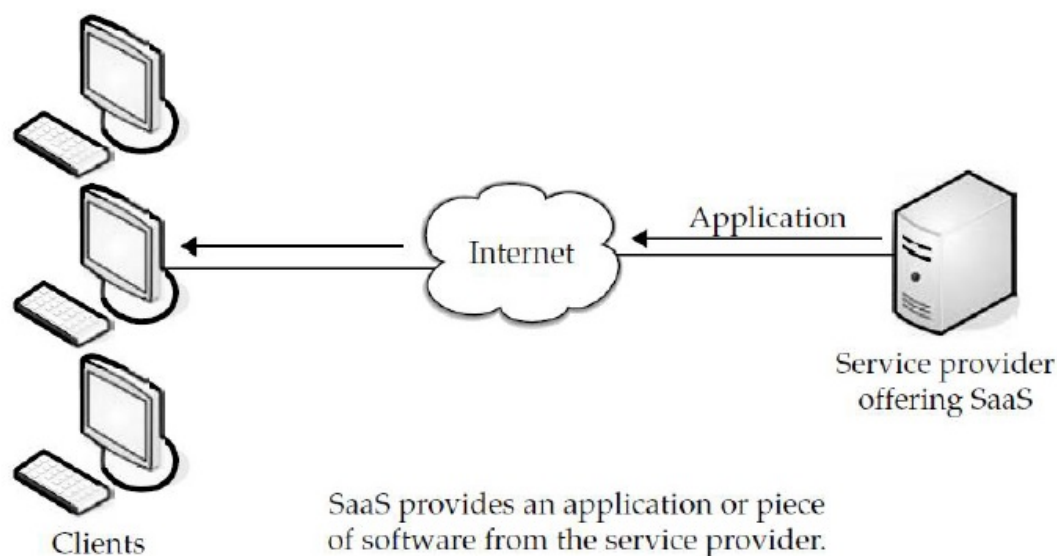 Application
Internet
Service provider
offering SaaS
Clients
SaaS provides an application or piece
of software from the service provider.